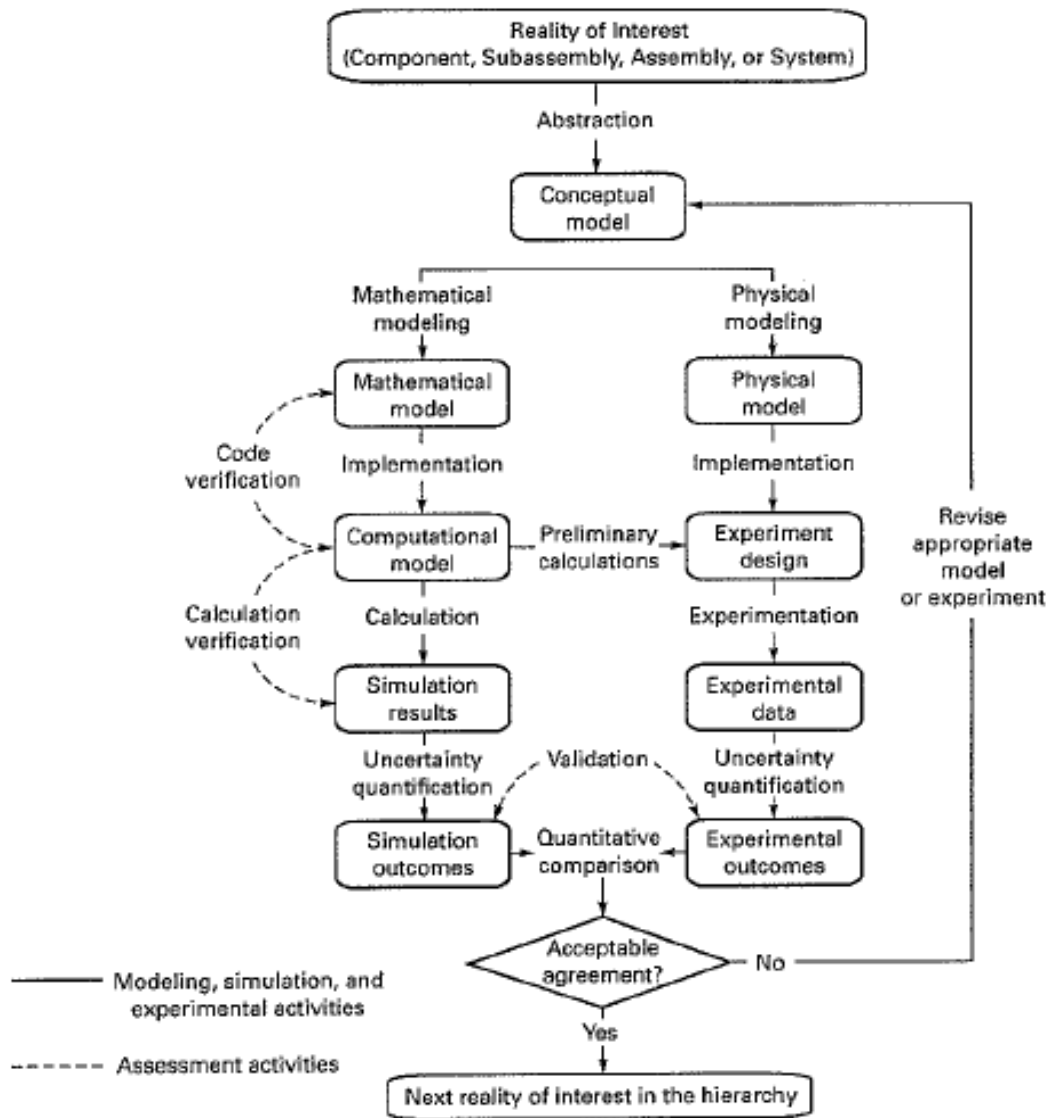 Reality of Interest
(Component, Subassembly, Assembly, or System)
Abstraction
Conceptual
model
Mathematical
modeling
Physical
modeling
Mathematical
model
Physical
model
Code
verification
Implementation
Implementation
Computational
model
Preliminary
calculations
Experiment
design
Revise
appropriate
model
or experiment
Calculation
verification
Calculation
Experimentation
Simulation
results
Experimental
data
Uncertainty
quantification
Validation
Uncertainty
quantification
Simulation
outcomes
Quantitative
comparison
Experimental
outcomes
Acceptable
agreement?
No
Modeling, simulation, and
experimental activities
Yes
Assessment activities
Next reality of interest in the hierarchy